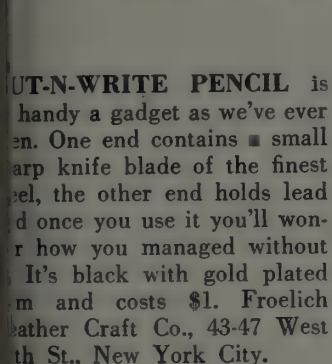 UT-N-WRITE PENCIL is
handy a gadget as we've ever
en. One end contains a small
arp knife blade of the finest
el, the other end holds lead
d once you use it you'll won-
r how you managed without
It's black with gold plated
m and costs $1. Froelich
eather Craft Co., 43-47 West
th St., New York City.